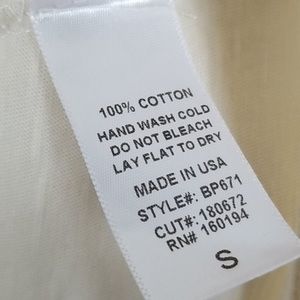 100% COTTON
HAND WASH COLD
DO NOT BLEACH
LAY FLAT TO DRY
MADE IN USA
STYLE#: BP671
CUT#: 180672
RN# 160194
S